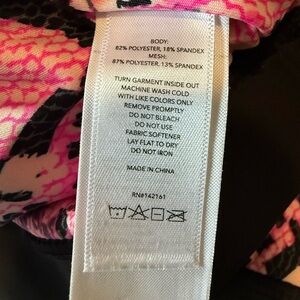 BODY:
82% POLYESTER, 18% SPANDEX
MESH:
87% POLYESTER, 13% SPANDEX
TURN GARMENT INSIDE OUT
MACHINE WASH COLD
WITH LIKE COLORS ONLY
REMOVE PROMPTLY
DO NOT BLEACH
DO NOT USE
FABRIC SOFTENER
LAY FLAT TO DRY
DO NOT IRON
MADE IN CHINA
RN#142161